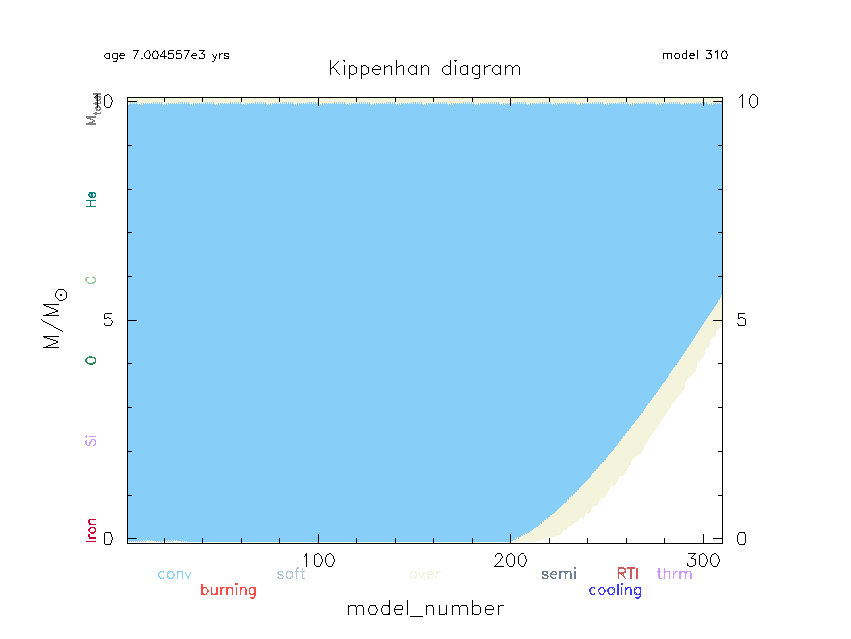 age 7.004557e3 yrs
model 310
Kippenhan diagram
M/M☉
Mtotal
He
C
O
Si
Iron
10
5
0
10
5
0
100 200 300
conv soft over semi RTI thrm
burning cooling
model_number